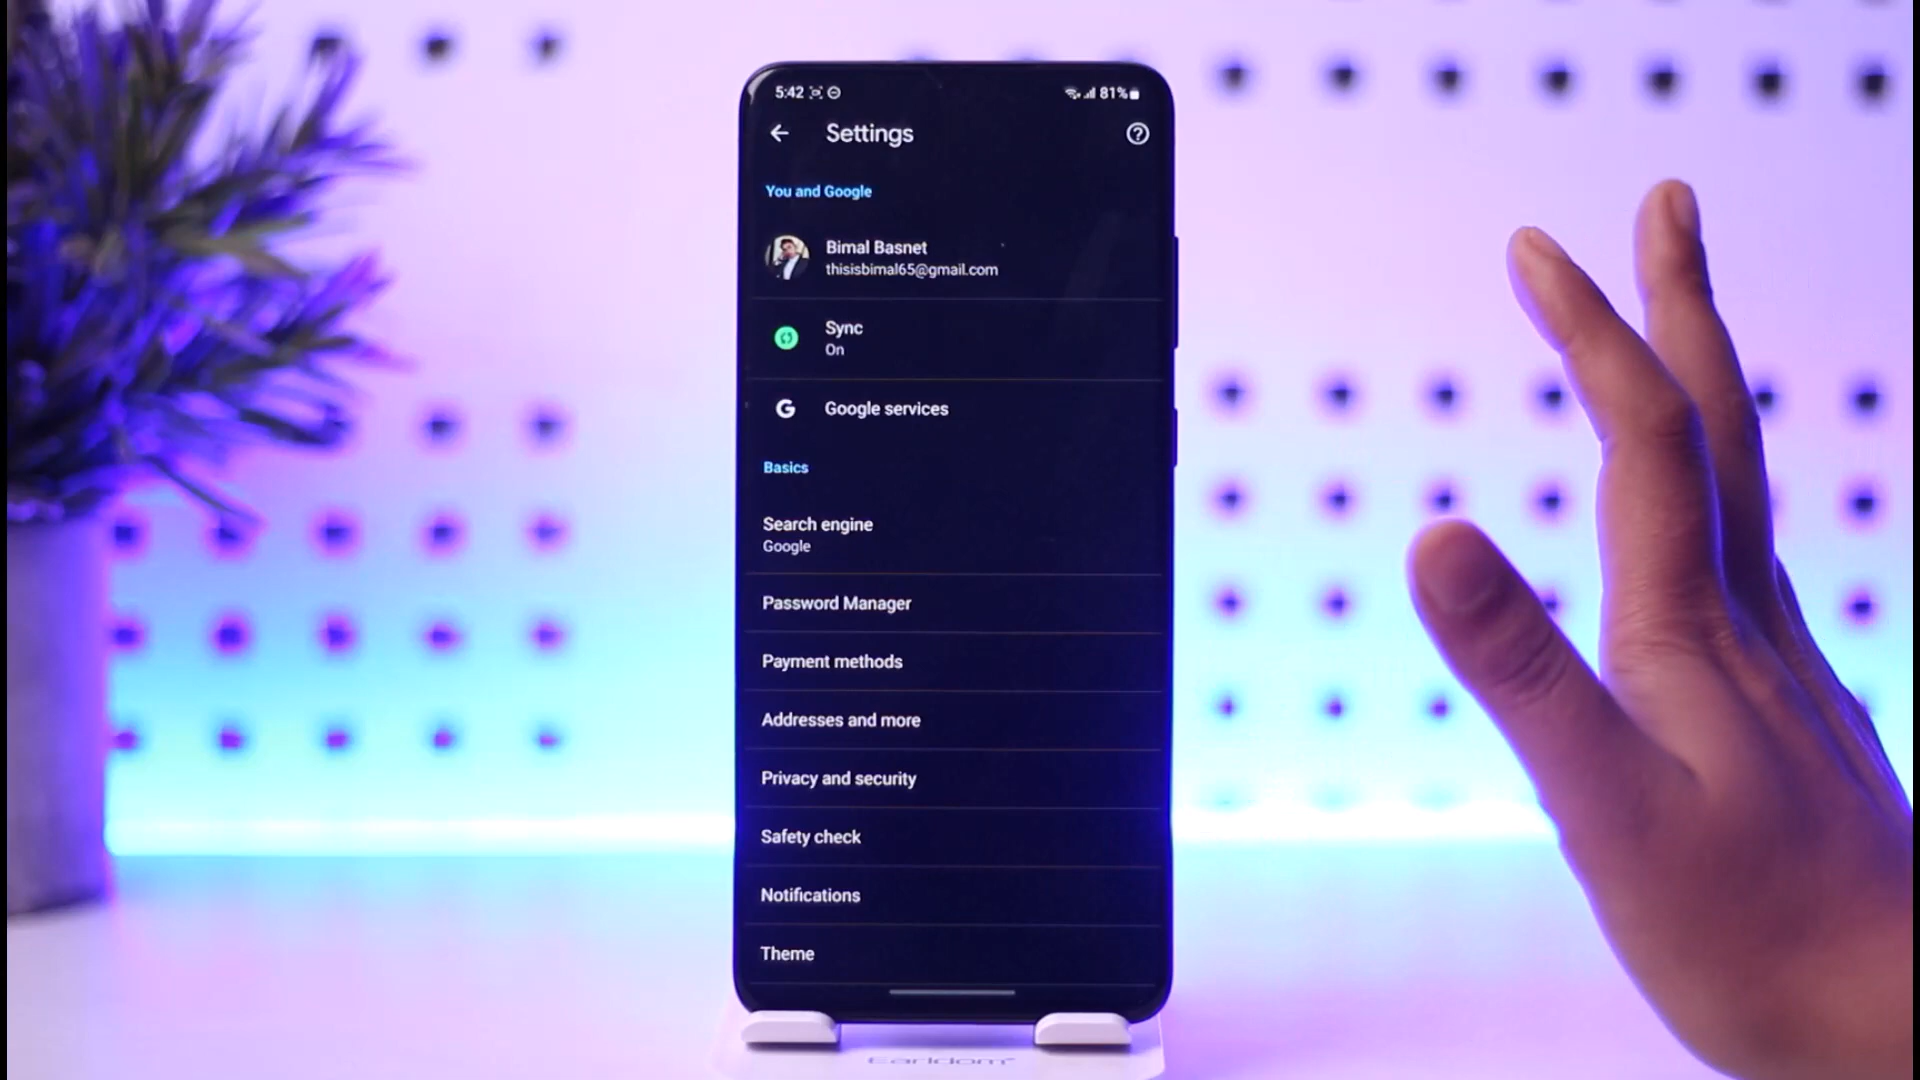 5:42
81%
Settings
You and Google
Bimal Basnet
thisisbimal65@gmail.com
Sync
On
G
Google services
Basics
Search engine
Google
Password Manager
Payment methods
Addresses and more
Privacy and security
Safety check
Notifications
Theme
Earldom